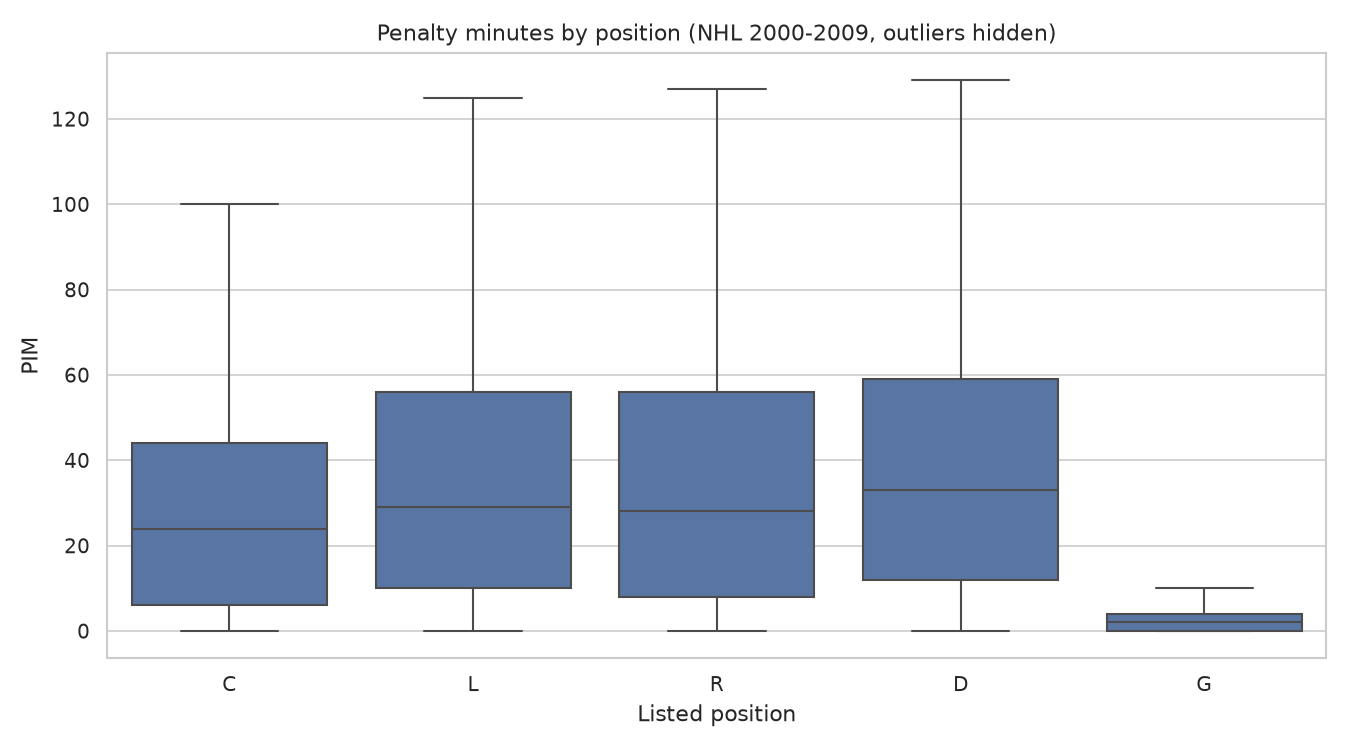 Penalty minutes by position (NHL 2000-2009, outliers hidden)
120
100
80
60
40
20
0
PIM
C L R D G
Listed position